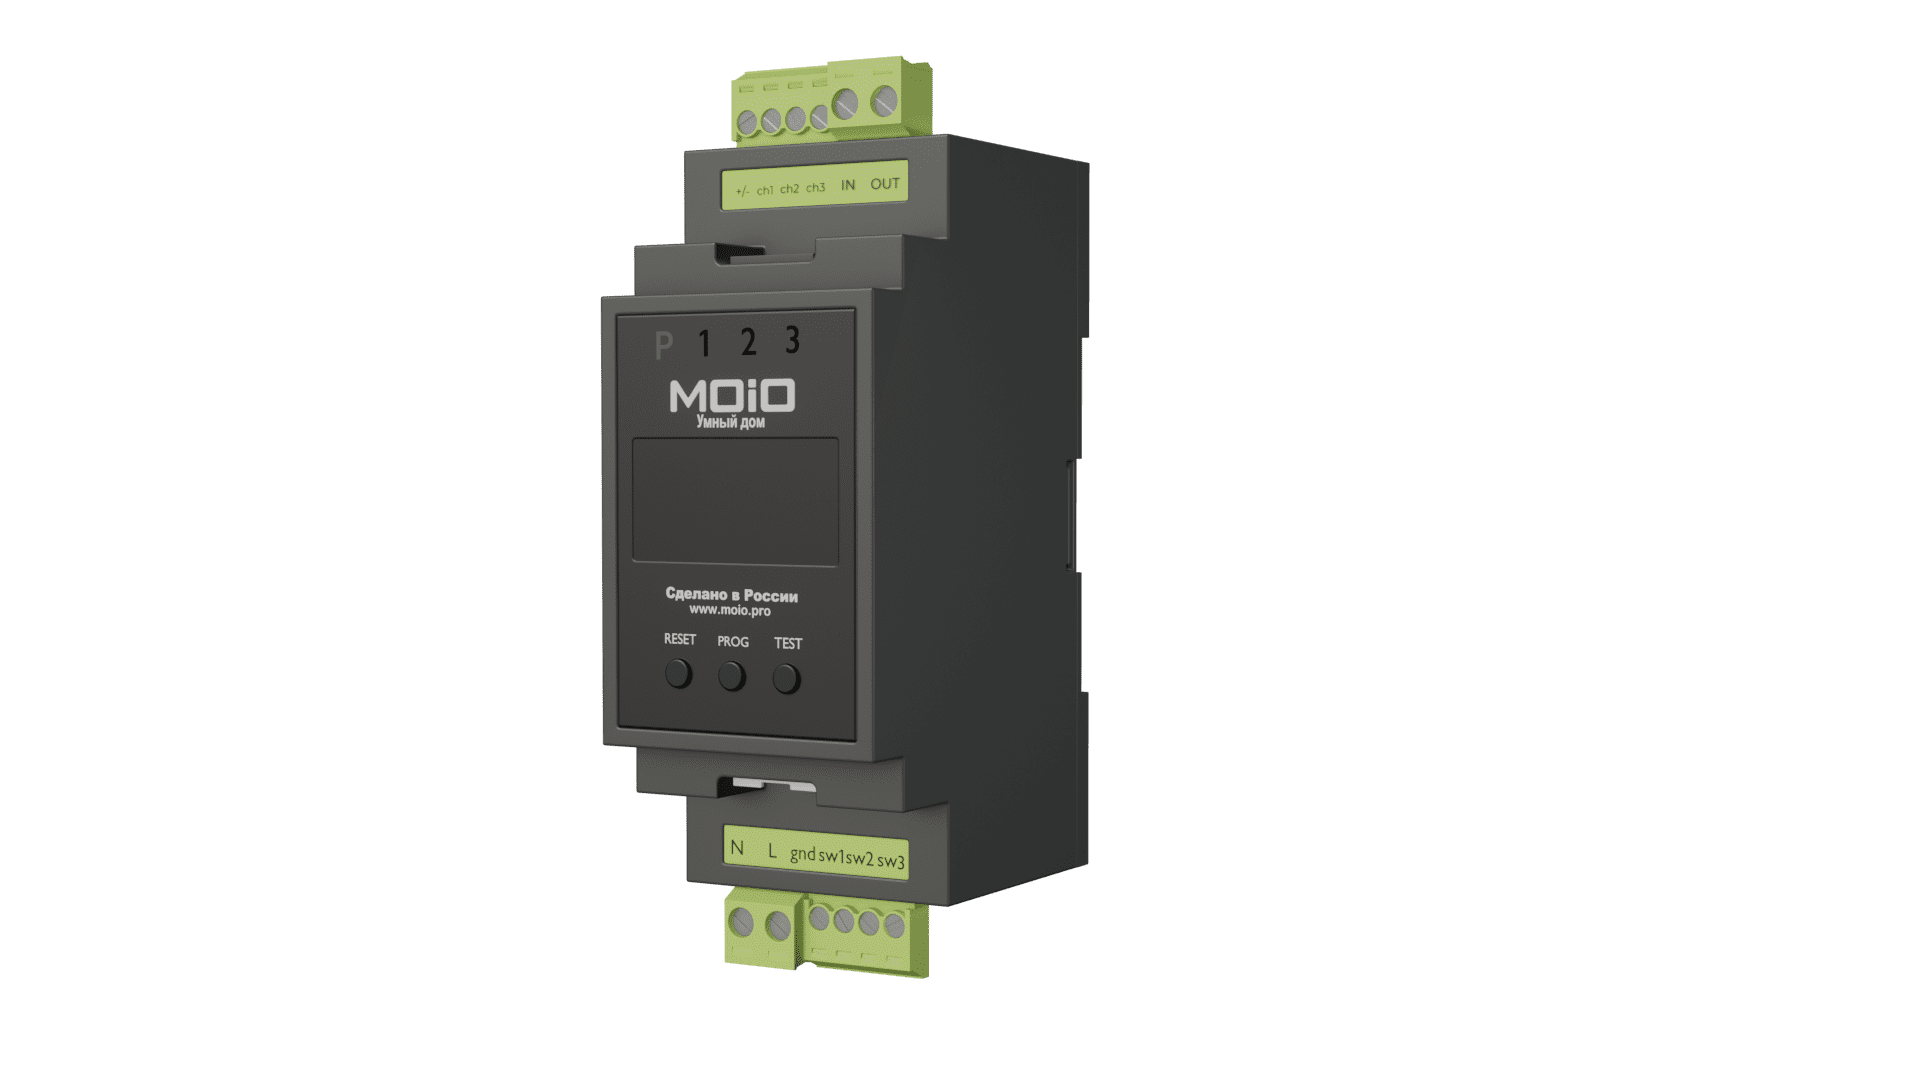 +/- ch1 ch2 ch3 IN OUT
P 1 2 3
MOiO
Умный дом
Сделано в России
www.moio.pro
RESET PROG TEST
N L gnd sw1 sw2 sw3